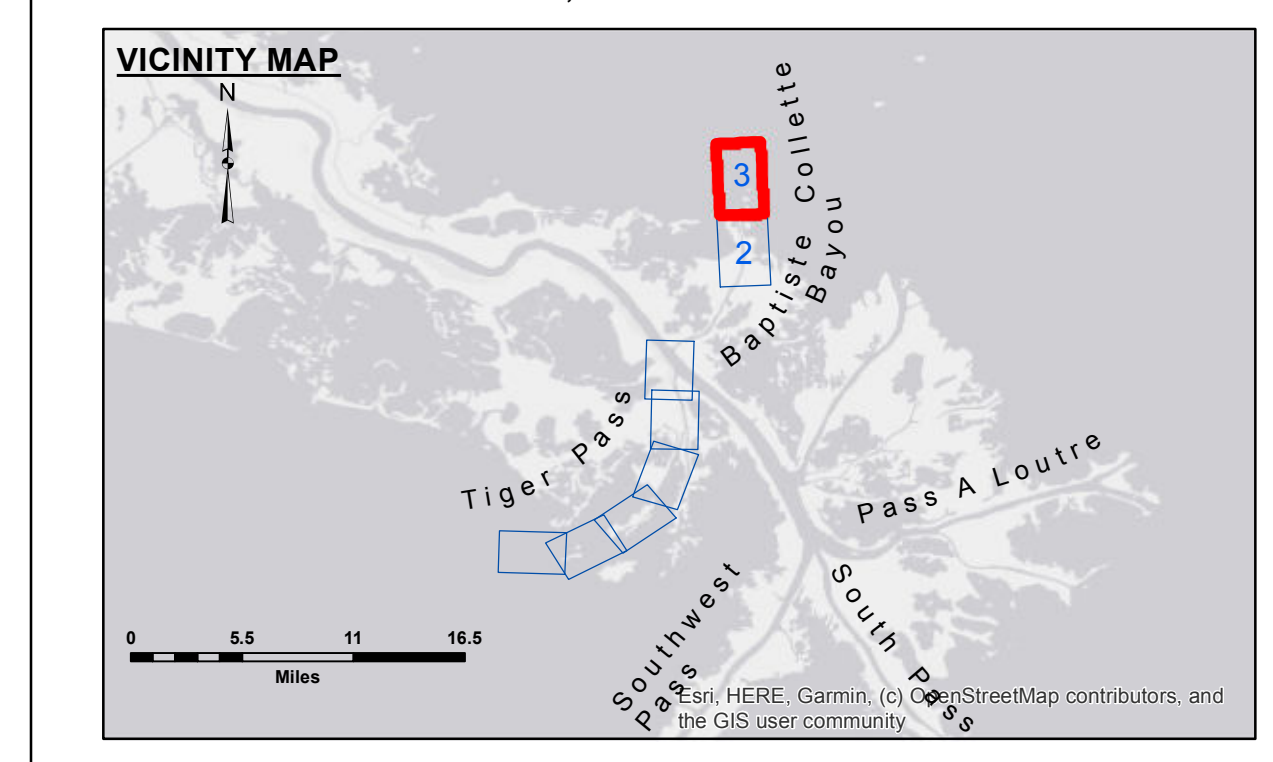 VICINITY MAP
N
3
2
Baptiste Collette
Bayou
Tiger Pass
Pass A Loutre
Southwest
Pass
South Pass
0 5.5 11 16.5
Miles
Esri, HERE, Garmin, (c) OpenStreetMap contributors, and
the GIS user community